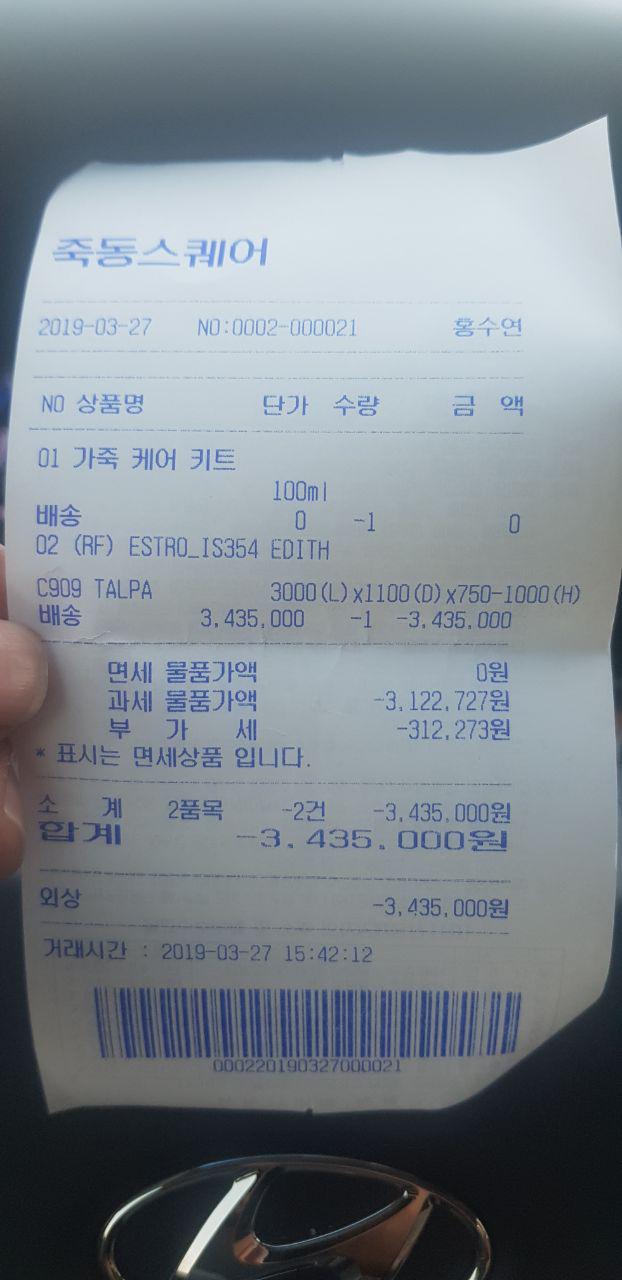 죽동스퀘어
2019-03-27 NO:0002-000021 홍수연
NO 상품명 단가 수량 금 액
01 가죽 케어 키트
100ml
배송 0 -1 0
02 (RF) ESTRO_IS354 EDITH
C909 TALPA 3000(L)x1100(D)x750-1000(H)
배송 3,435,000 -1 -3,435,000
면세 물품가액 0원
과세 물품가액 -3,122,727원
부 가 세 -312,273원
* 표시는 면세상품 입니다.
소 계 2품목 -2건 -3,435,000원
합계 -3,435,000원
외상 -3,435,000원
거래시간 : 2019-03-27 15:42:12
000220190327000021